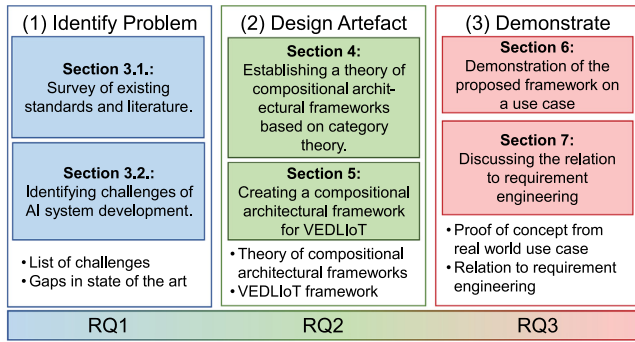 (1) Identify Problem
Section 3.1.:
Survey of existing
standards and literature.
Section 3.2.:
Identifying challenges of
AI system development.
• List of challenges
• Gaps in state of the art
(2) Design Artefact
Section 4:
Establishing a theory of
compositional archit-
ectural frameworks
based on category
theory.
Section 5:
Creating a compositional
architectural framework
for VEDLIoT
• Theory of compositional
architectural frameworks
• VEDLIoT framework
(3) Demonstrate
Section 6:
Demonstration of the
proposed framework on
a use case
Section 7:
Discussing the relation
to requirement
engineering
• Proof of concept from
real world use case
• Relation to requirement
engineering
RQ1
RQ2
RQ3